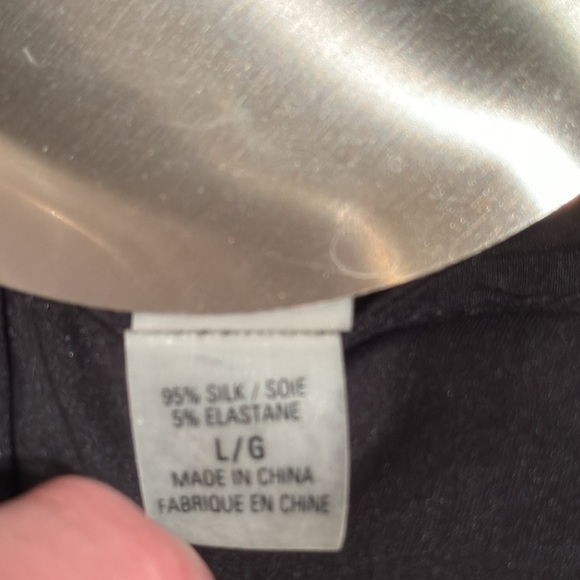 95% SILK / SOIE
5% ELASTANE
L/G
MADE IN CHINA
FABRIQUE EN CHINE